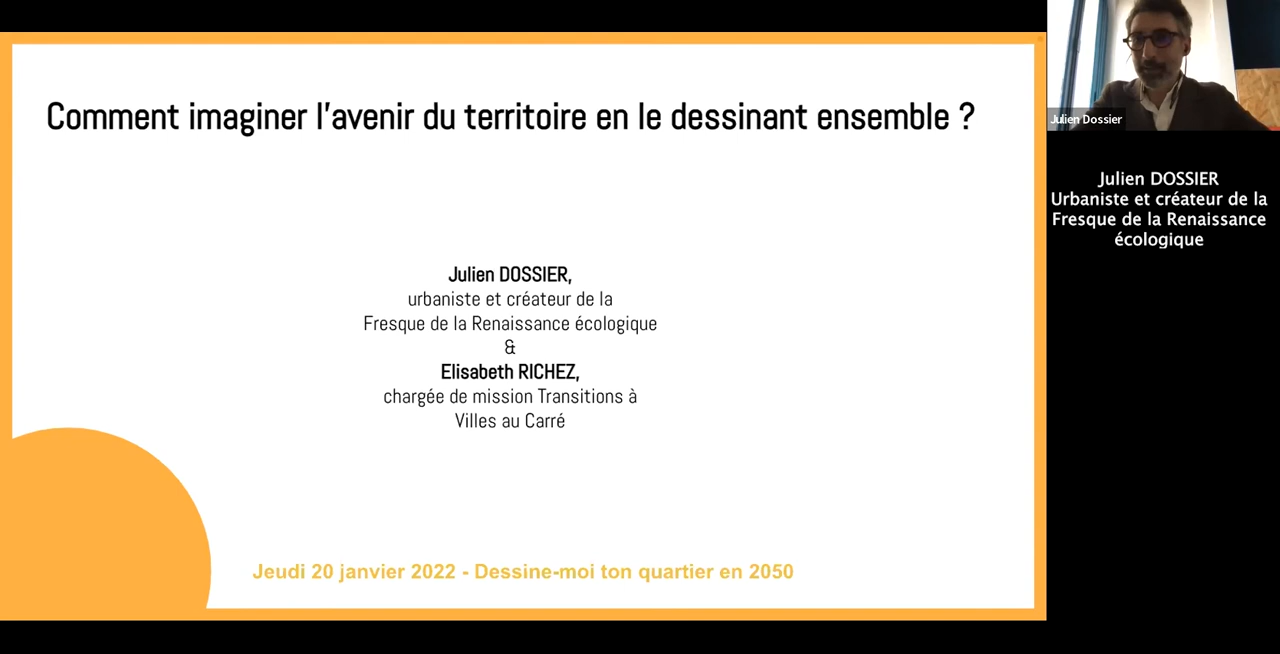 Comment imaginer l'avenir du territoire en le dessinant ensemble ?
Julien DOSSIER,
urbaniste et créateur de la
Fresque de la Renaissance écologique
&
Elisabeth RICHEZ,
chargée de mission Transitions à
Villes au Carré
Jeudi 20 janvier 2022 - Dessine-moi ton quartier en 2050
Julien Dossier
Julien DOSSIER
Urbaniste et créateur de la
Fresque de la Renaissance
écologique